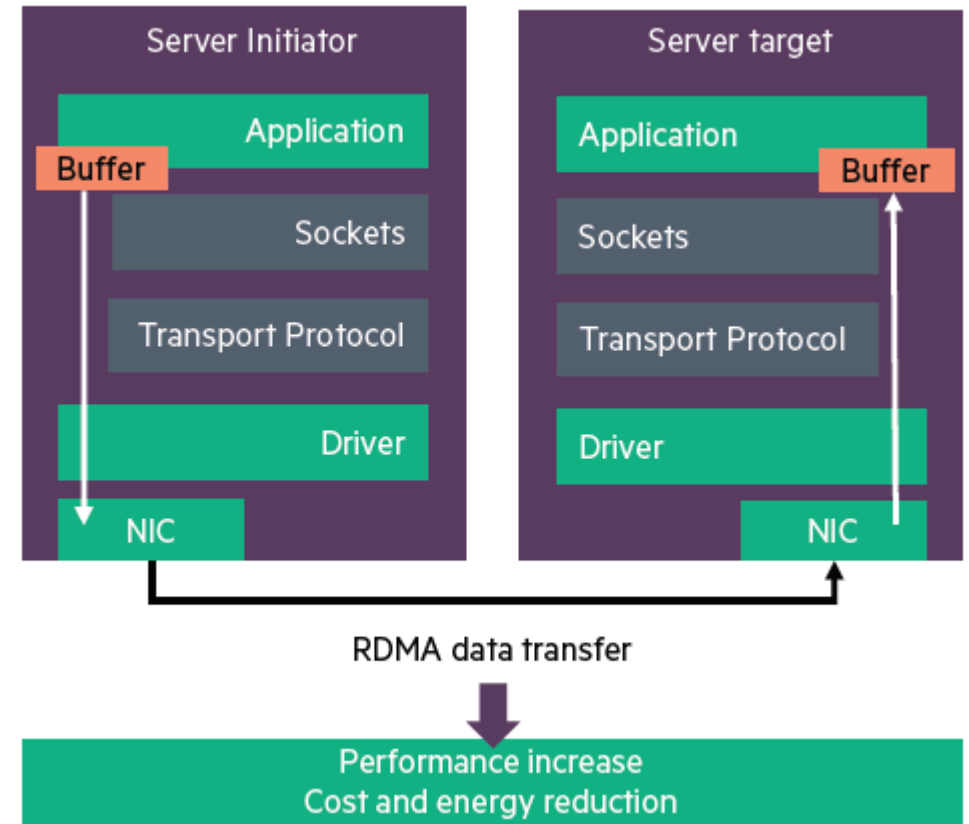 Server Initiator
Application
Buffer
Sockets
Transport Protocol
Driver
NIC
Server target
Application
Buffer
Sockets
Transport Protocol
Driver
NIC
RDMA data transfer
Performance increase
Cost and energy reduction